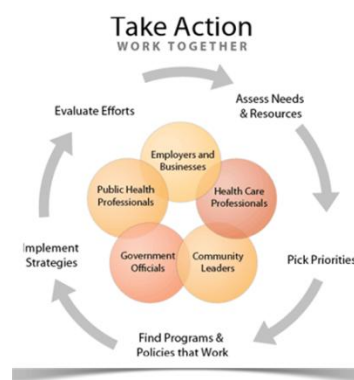 Take Action
WORK TOGETHER
Evaluate Efforts
Assess Needs
& Resources
Employers and
Businesses
Public Health
Professionals
Health Care
Professionals
Implement
Strategies
Government
Officials
Community
Leaders
Pick Priorities
Find Programs &
Policies that Work